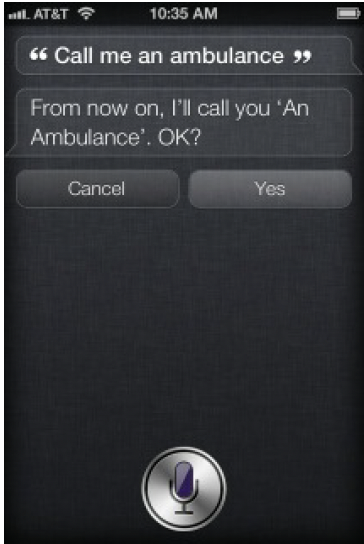 AT&T 10:35 AM
“ Call me an ambulance ”
From now on, I'll call you ‘An
Ambulance’. OK?
Cancel Yes